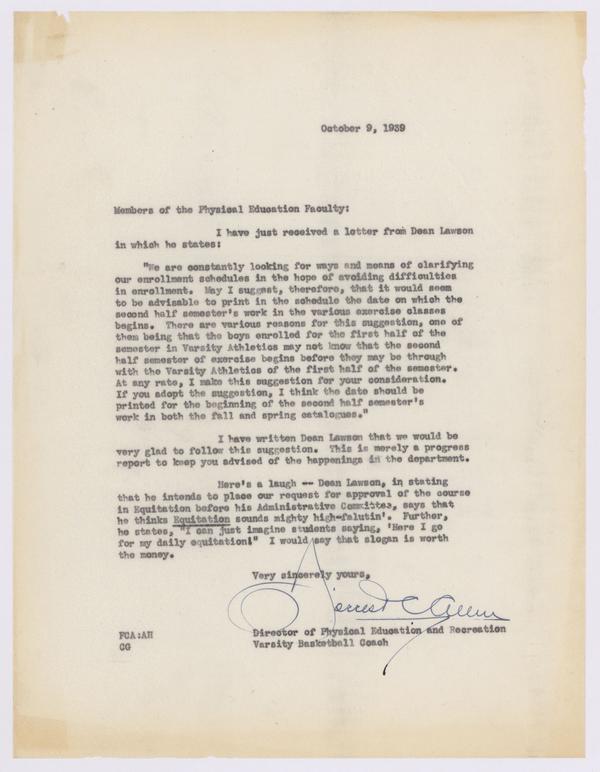 October 9, 1939
Members of the Physical Education Faculty:
I have just received a letter from Dean Lawson
in which he states:
"We are constantly looking for ways and means of clarifying
our enrollment schedules in the hope of avoiding difficulties
in enrollment. May I suggest, therefore, that it would seem
to be advisable to print in the schedule the date on which the
second half semester's work in the various exercise classes
begins. There are various reasons for this suggestion, one of
them being that the boys enrolled for the first half of the
semester in Varsity Athletics may not know that the second
half semester of exercise begins before they may be through
with the Varsity Athletics of the first half of the semester.
At any rate, I make this suggestion for your consideration.
If you adopt the suggestion, I think the date should be
printed for the beginning of the second half semester's
work in both the fall and spring catalogues."
I have written Dean Lawson that we would be
very glad to follow this suggestion. This is merely a progress
report to keep you advised of the happenings in the department.
Here's a laugh -- Dean Lawson, in stating
that he intends to place our request for approval of the course
in Equitation before his Administrative Committee, says that
he thinks Equitation sounds mighty high-falutin'. Further,
he states, "I can just imagine students saying, 'Here I go
for my daily equitation!" I would say that slogan is worth
the money.
Very sincerely yours,
Forrest C Allen
Director of Physical Education and Recreation
Varsity Basketball Coach
FCA:AH
CG